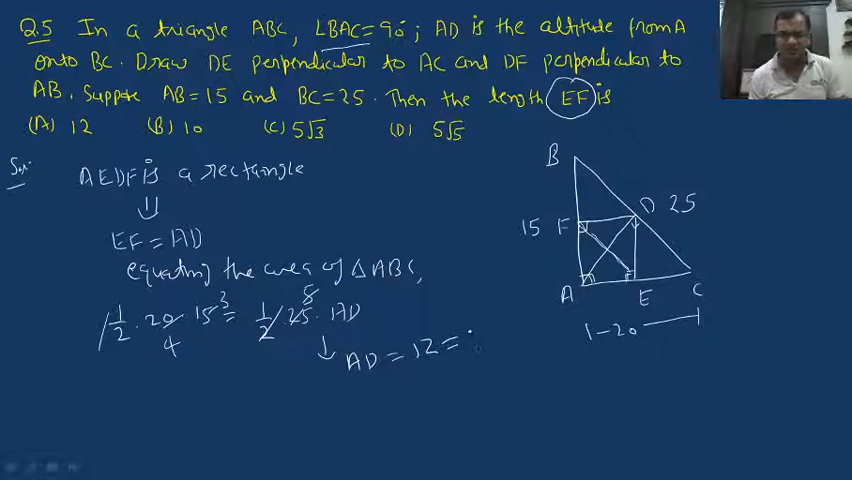 Q.5 In a triangle ABC, ∠BAC = 90°; AD is the altitude from A
onto BC. Draw DE perpendicular to AC and DF perpendicular to
AB. Suppose AB = 15 and BC = 25. Then the length EF is
(A) 12 (B) 10 (C) 5√3 (D) 5√5
Sol.
AEDF is a rectangle
⇓
EF = AD
equating the area of △ABC,
1/2 · 20 · 15 = 1/2 · 25 · AD
4 3 5
↓ AD = 12 =
B
D 25
15 F
A E C
20